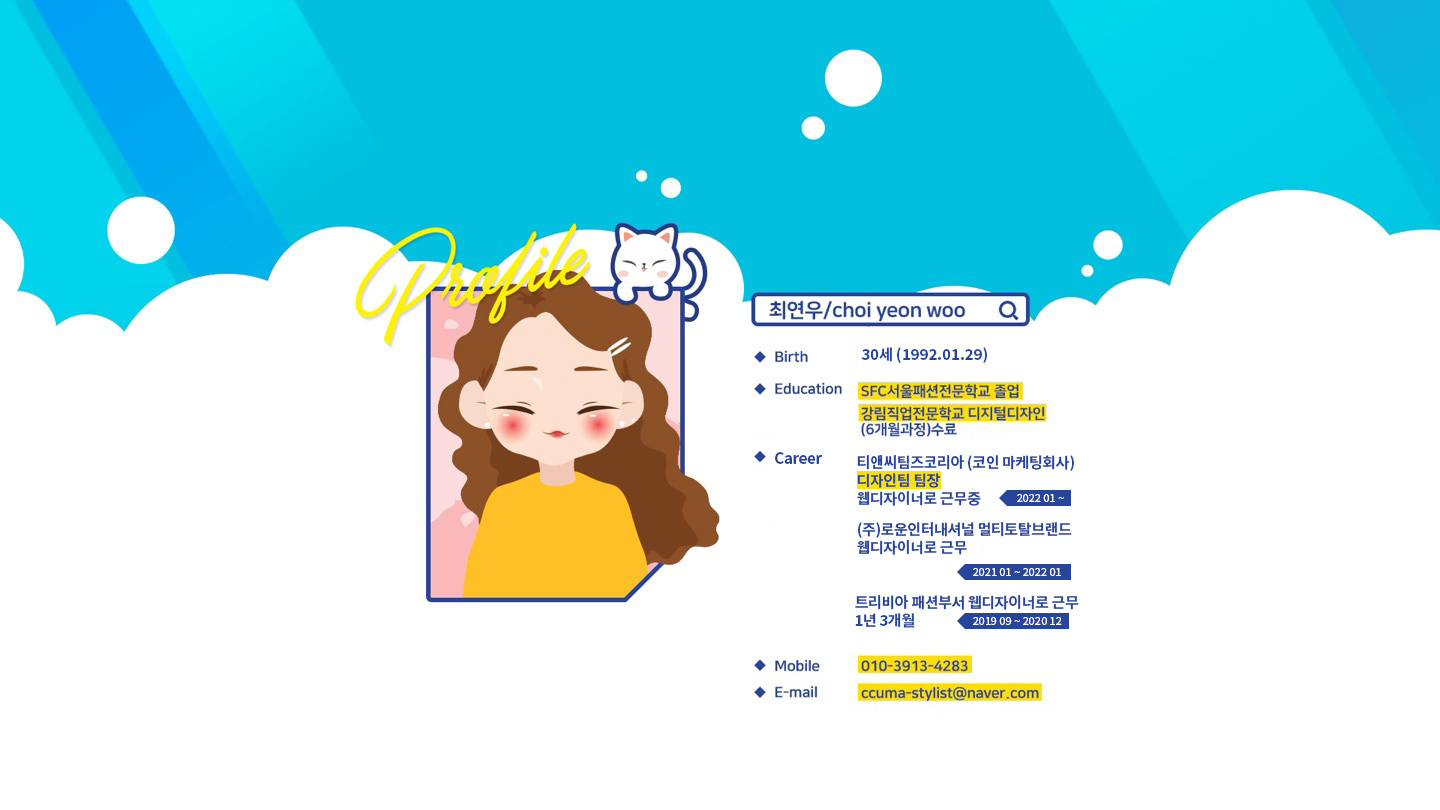 Profile
최연우/choi yeon woo
Birth 30세 (1992.01.29)
Education SFC서울패션전문학교 졸업
강림직업전문학교 디지털디자인
(6개월과정)수료
Career 티앤씨팀즈코리아 (코인 마케팅회사)
디자인팀 팀장
웹디자이너로 근무중 2022 01 ~
(주)로운인터내셔널 멀티토탈브랜드
웹디자이너로 근무
2021 01 ~ 2022 01
트리비아 패션부서 웹디자이너로 근무
1년 3개월 2019 09 ~ 2020 12
Mobile 010-3913-4283
E-mail ccuma-stylist@naver.com